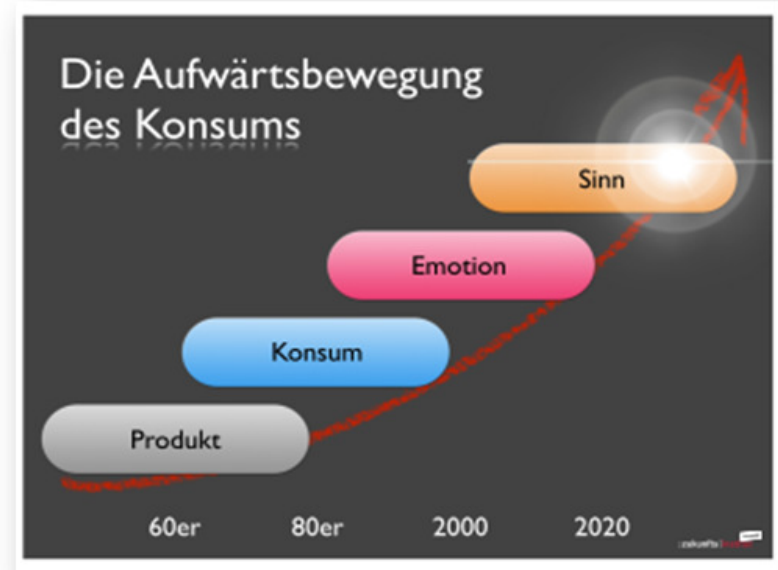 Die Aufwärtsbewegung
des Konsums
Sinn
Emotion
Konsum
Produkt
60er 80er 2000 2020